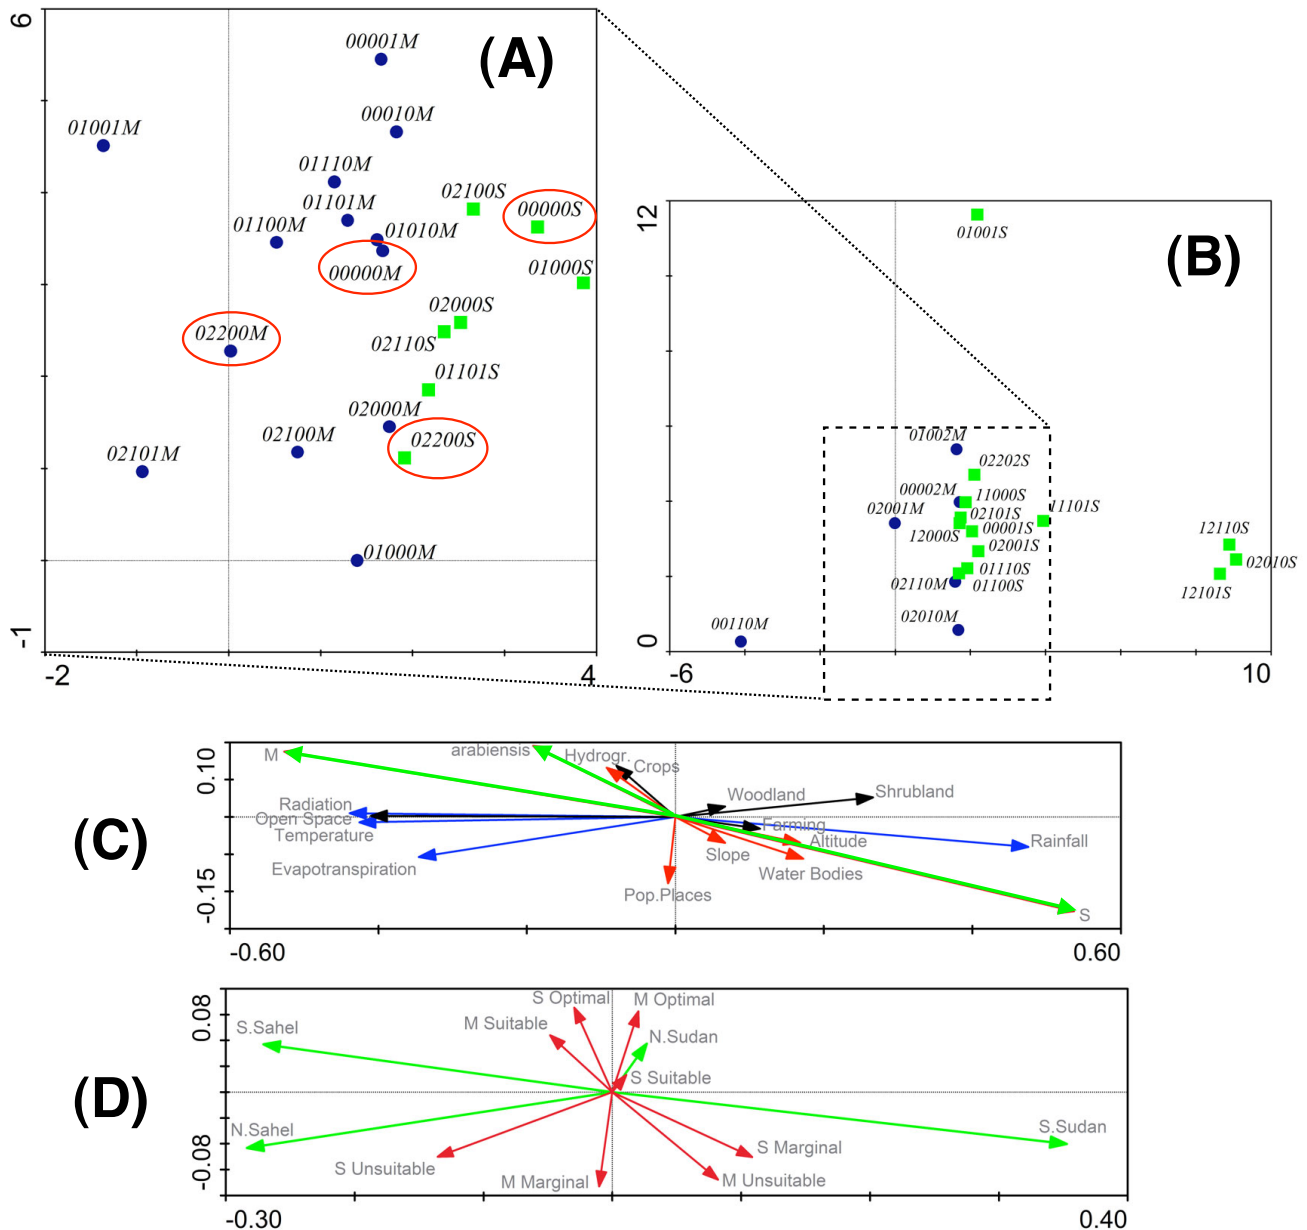 6
(A)
00001M
00010M
01001M
01110M
02100S
01101M
00000S
01100M
01010M
00000M
01000S
02000S
02200M
02110S
01101S
02000M
02100M
02200S
02101M
01000M
-1
-2
4
12
(B)
01001S
01002M
02202S
00002M
11000S
02001M
02101S
11101S
12000S
00001S
12110S
02001S
02010S
01110S
02110M
01100S
12101S
02010M
00110M
0
-6
10
(C)
0.10
-0.15
M
arabiensis
Hydrogr.
Crops
Woodland
Shrubland
Radiation
Open Space
Farming
Temperature
Altitude
Rainfall
Slope
Evapotranspiration
Water Bodies
Pop.Places
S
-0.60
0.60
(D)
0.08
-0.08
S Optimal
M Optimal
M Suitable
S.Sahel
N.Sudan
S Suitable
N.Sahel
S.Sudan
S Marginal
S Unsuitable
M Marginal
M Unsuitable
-0.30
0.40